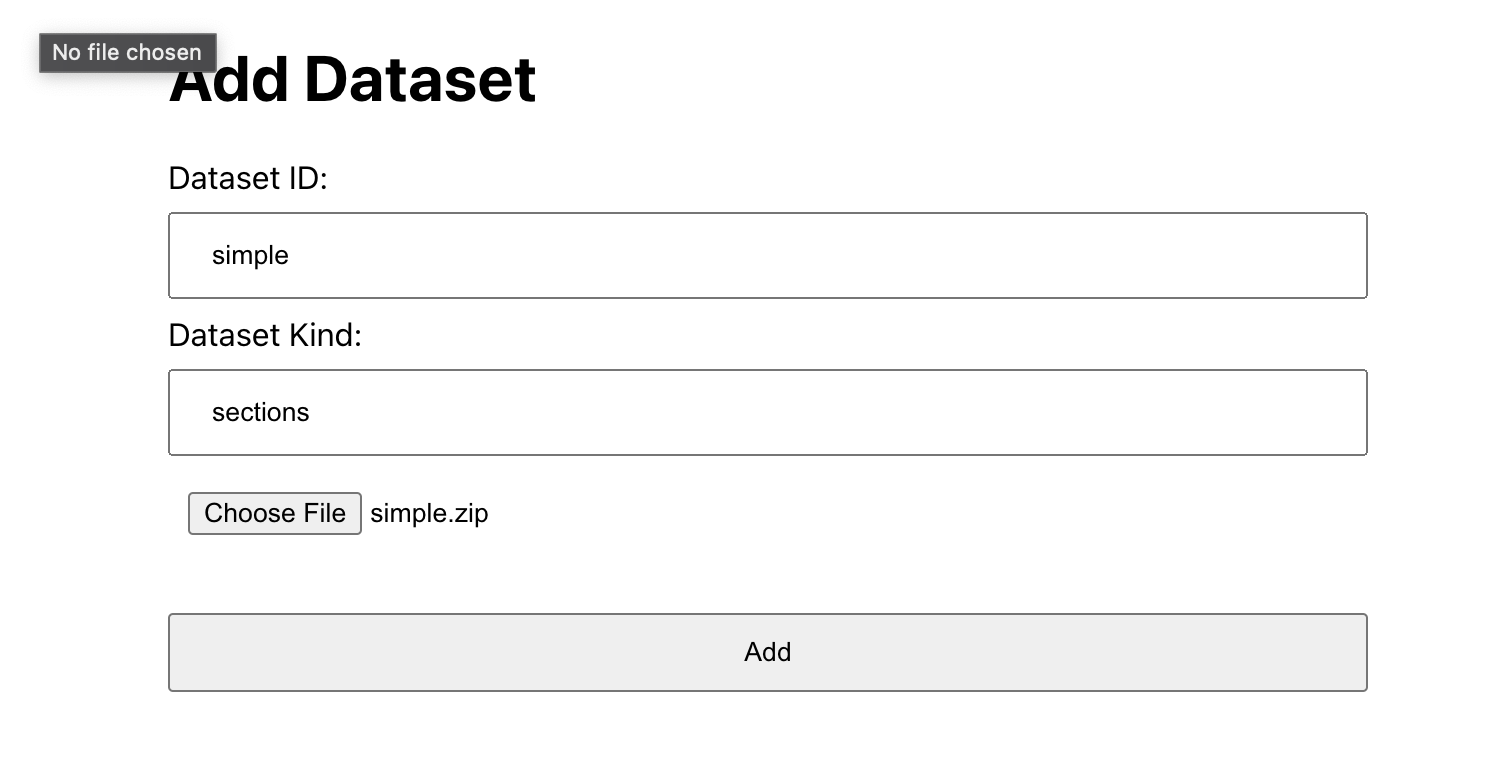 No file chosen
Add Dataset
Dataset ID:
simple
Dataset Kind:
sections
Choose File simple.zip
Add